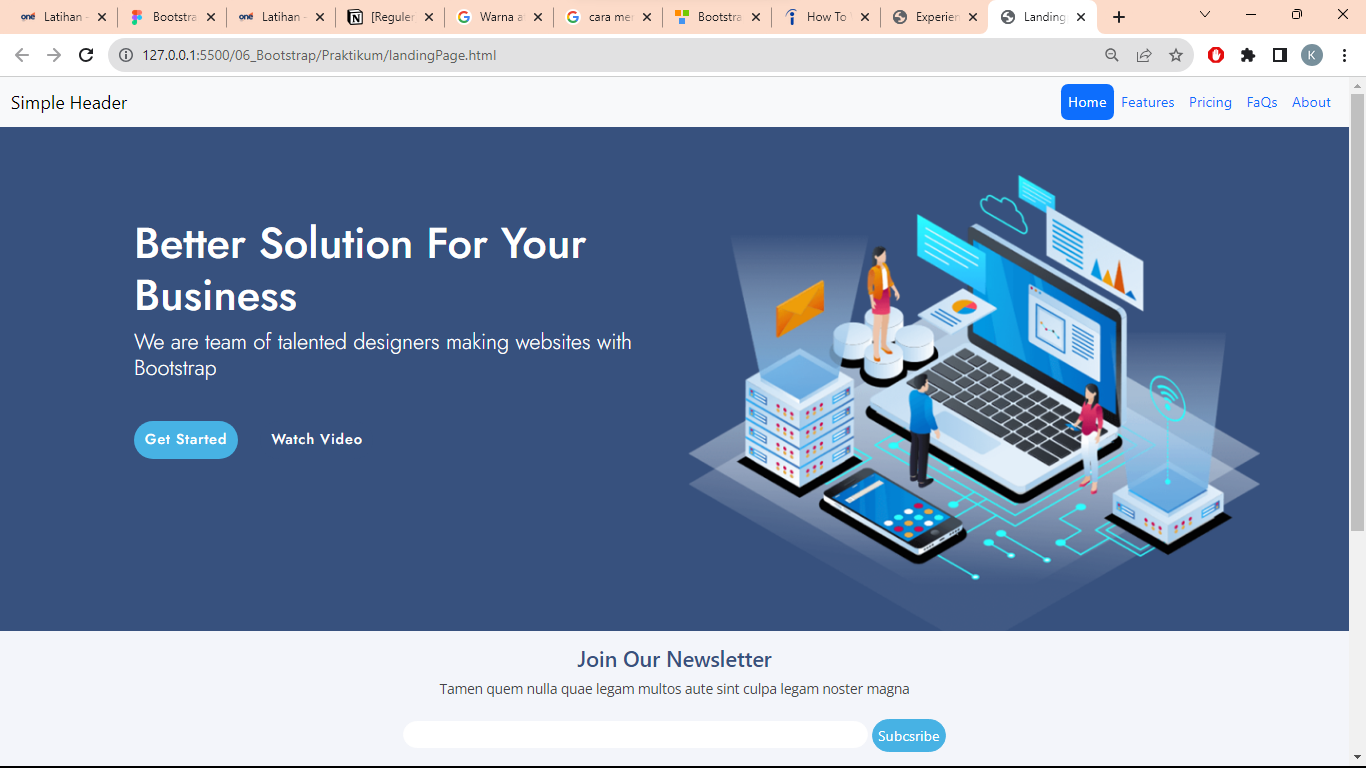 Latihan -
Bootstra
Latihan -
[Reguler
Warna a
cara mer
Bootstra
How To
Experien
Landing
127.0.0.1:5500/06_Bootstrap/Praktikum/landingPage.html
K
Simple Header
Home Features Pricing FaQs About
Better Solution For Your
Business
We are team of talented designers making websites with
Bootstrap
Get Started Watch Video
Join Our Newsletter
Tamen quem nulla quae legam multos aute sint culpa legam noster magna
Subcsribe